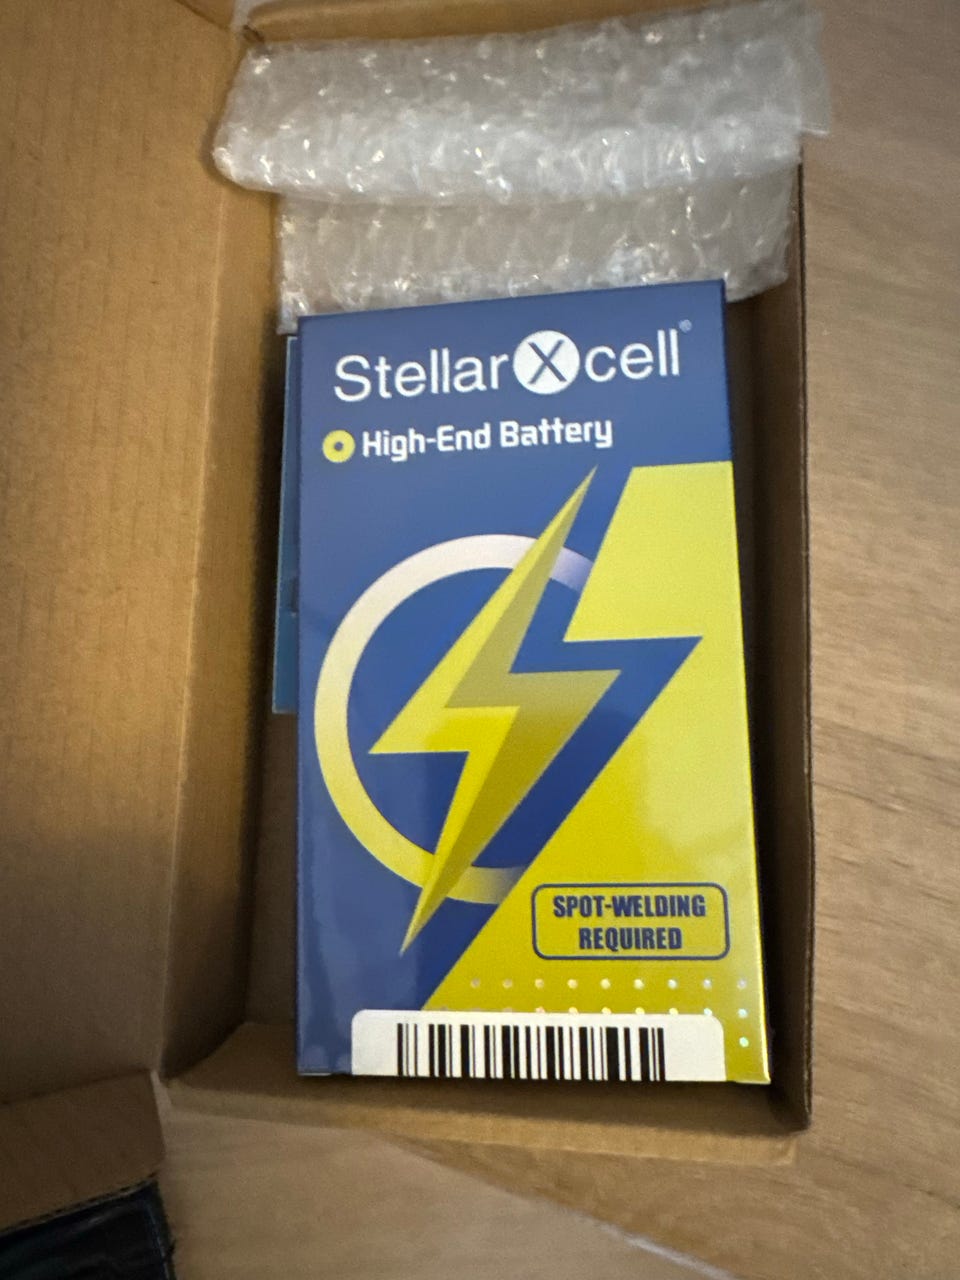 StellarXcell®
High-End Battery
SPOT-WELDING
REQUIRED